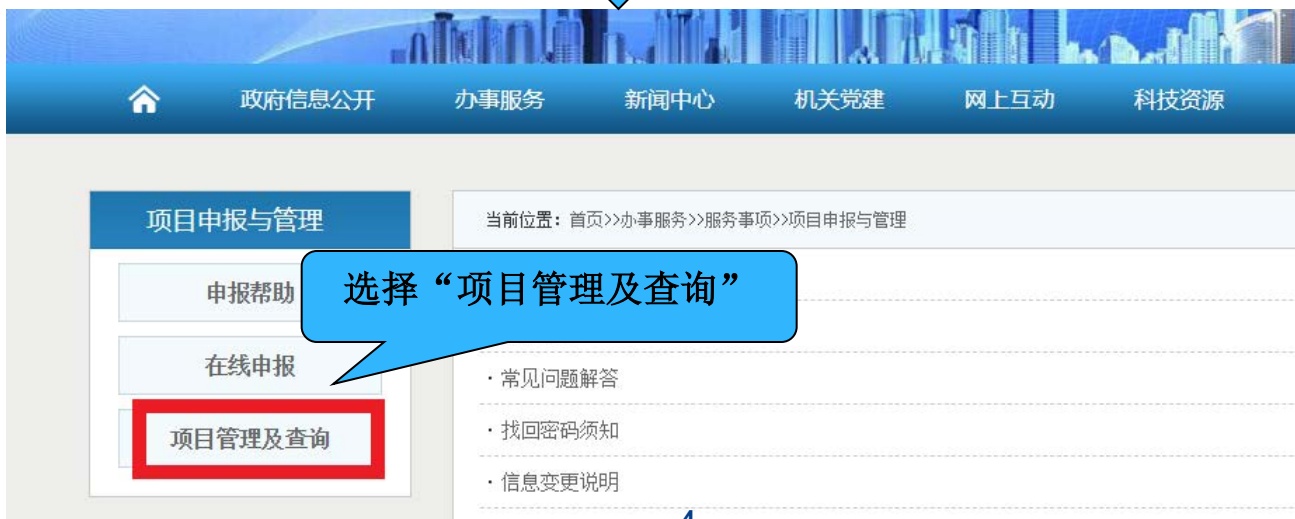 政府信息公开 办事服务 新闻中心 机关党建 网上互动 科技资源
项目申报与管理
当前位置：首页>>办事服务>>服务事项>>项目申报与管理
申报帮助
选择“项目管理及查询”
在线申报
·常见问题解答
项目管理及查询
·找回密码须知
·信息变更说明